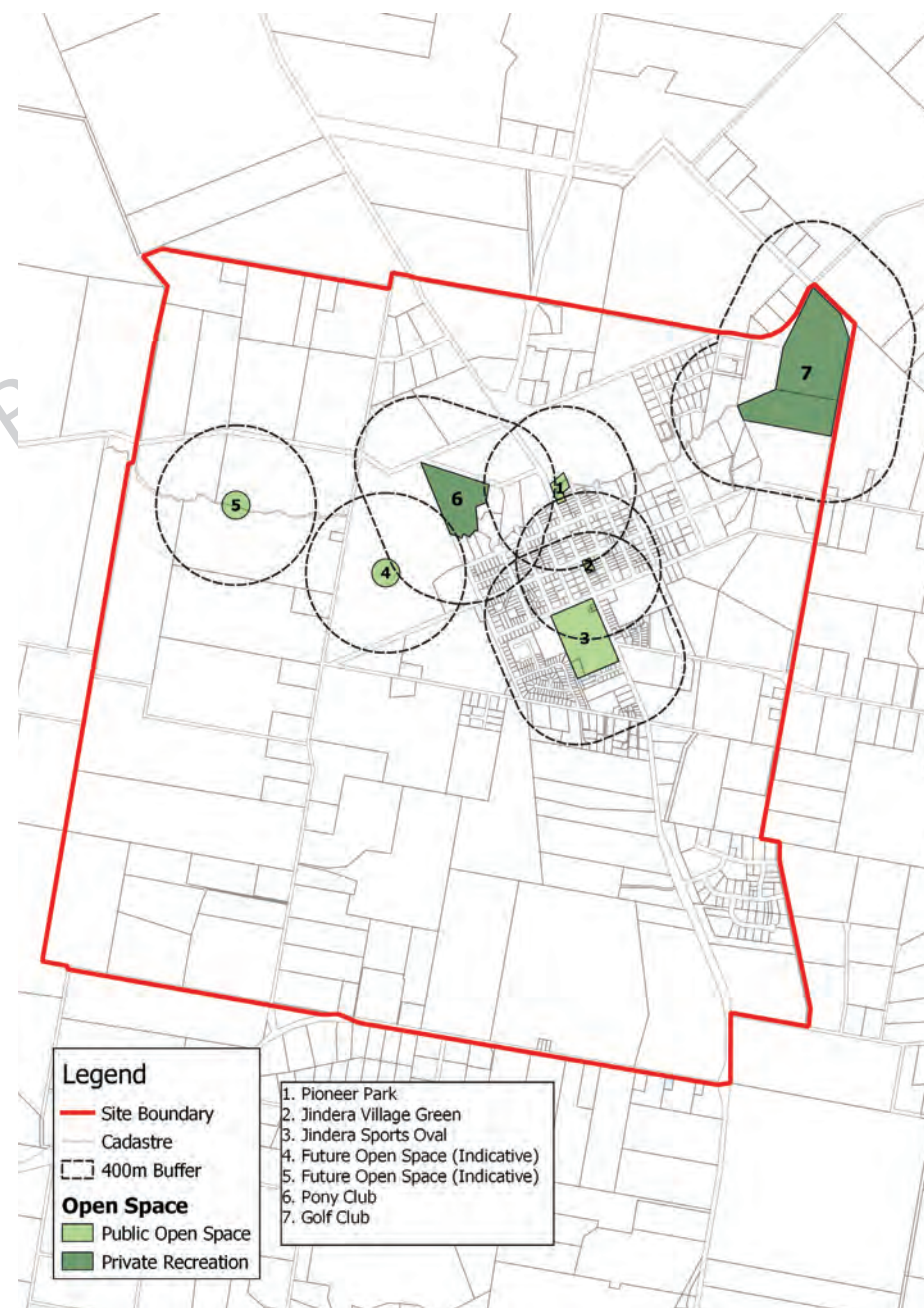 7
1
6
5
2
4
3
Legend
Site Boundary
Cadastre
400m Buffer
Open Space
Public Open Space
Private Recreation
1. Pioneer Park
2. Jindera Village Green
3. Jindera Sports Oval
4. Future Open Space (Indicative)
5. Future Open Space (Indicative)
6. Pony Club
7. Golf Club